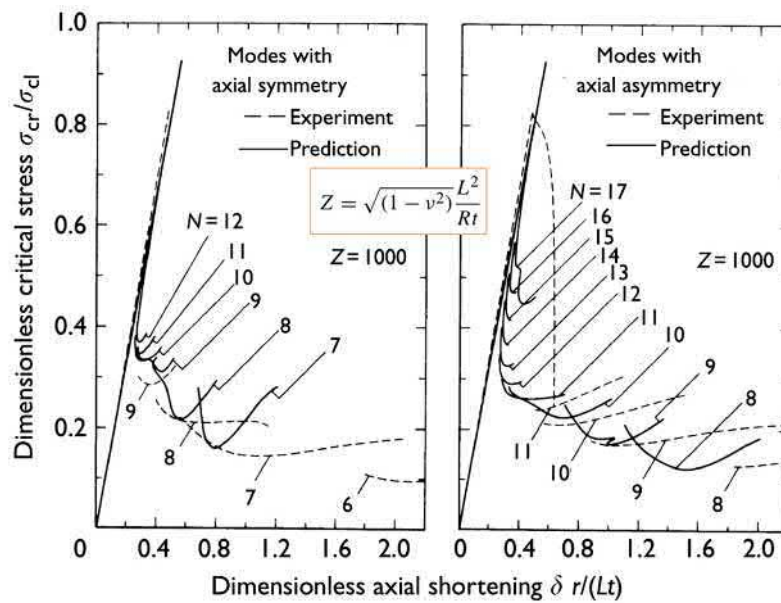 Dimensionless critical stress σcr/σcl
1.0
0.8
0.6
0.4
0.2
0
0.4
0.8
1.2
1.6
2.0
Modes with
axial symmetry
Experiment
Prediction
N = 12
11
10
9
8
7
Z = 1000
9
8
7
6
Z = √(1 − ν²) L²/Rt
Modes with
axial asymmetry
Experiment
Prediction
N = 17
16
15
14
13
12
11
10
9
8
Z = 1000
11
10
9
8
0
0.4
0.8
1.2
1.6
2.0
Dimensionless axial shortening δ r/(Lt)